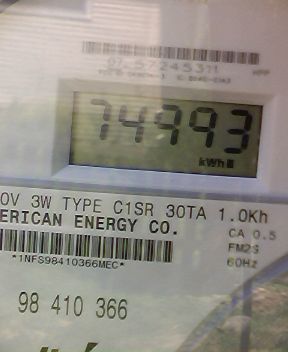 74993
kWh
0V 3W TYPE C1SR 30TA 1.0Kh
ERICAN ENERGY CO.
CA 0.5
FM2S
60Hz
*1NFS98410366MEC*
98 410 366